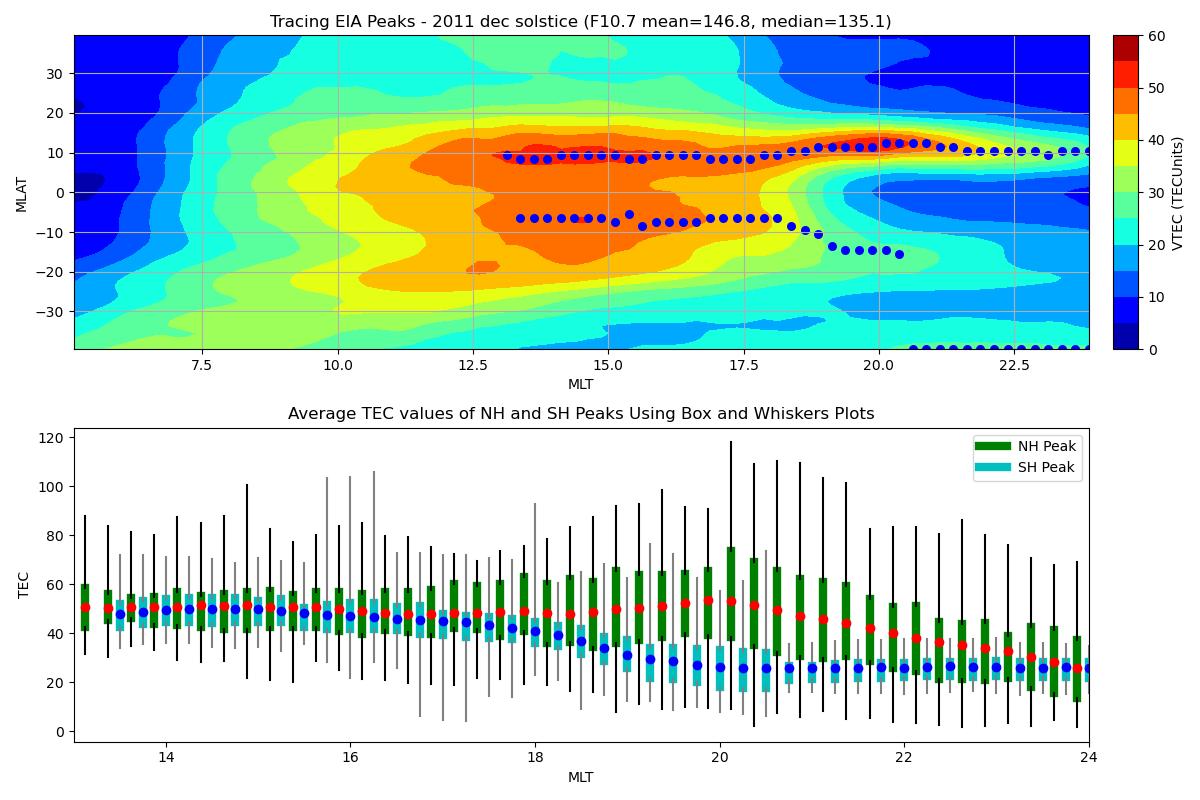 Tracing EIA Peaks - 2011 dec solstice (F10.7 mean=146.8, median=135.1)
30
20
10
0
−10
−20
−30
MLAT
7.5 10.0 12.5 15.0 17.5 20.0 22.5
MLT
60
50
40
30
20
10
0
VTEC (TECUnits)
Average TEC values of NH and SH Peaks Using Box and Whiskers Plots
NH Peak
SH Peak
120
100
80
60
40
20
0
TEC
14 16 18 20 22 24
MLT